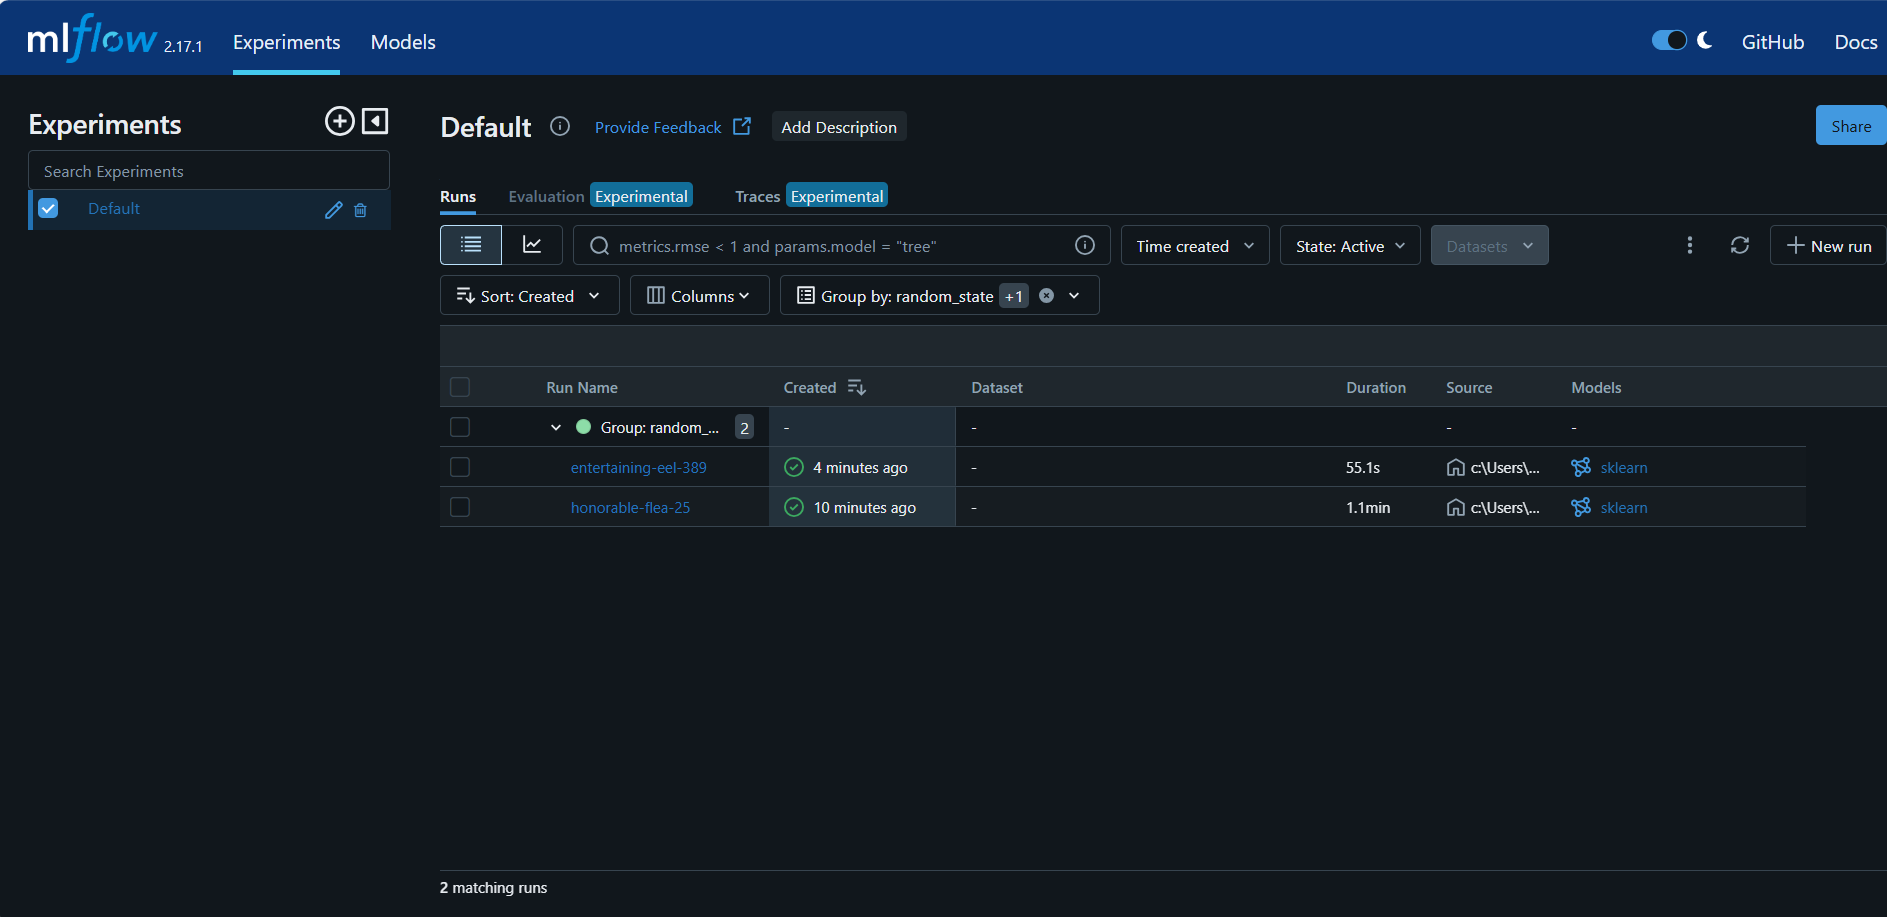 mlflow 2.17.1 Experiments Models GitHub Docs
Experiments
Search Experiments
Default
Default Provide Feedback Add Description Share
Runs Evaluation Experimental Traces Experimental
metrics.rmse < 1 and params.model = "tree" Time created State: Active Datasets New run
Sort: Created Columns Group by: random_state +1
Run Name Created Dataset Duration Source Models
Group: random_... 2 - - - -
entertaining-eel-389 4 minutes ago - 55.1s c:\Users\... sklearn
honorable-flea-25 10 minutes ago - 1.1min c:\Users\... sklearn
2 matching runs